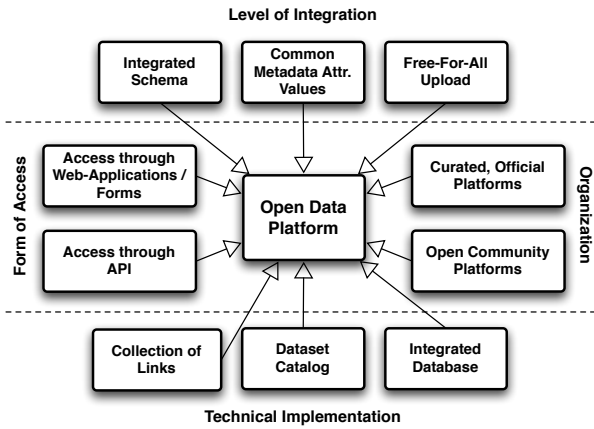 Level of Integration
Integrated
Schema
Common
Metadata Attr.
Values
Free-For-All
Upload
Form of Access
Access through
Web-Applications /
Forms
Access through
API
Open Data
Platform
Curated, Official
Platforms
Open Community
Platforms
Organization
Collection of
Links
Dataset
Catalog
Integrated
Database
Technical Implementation